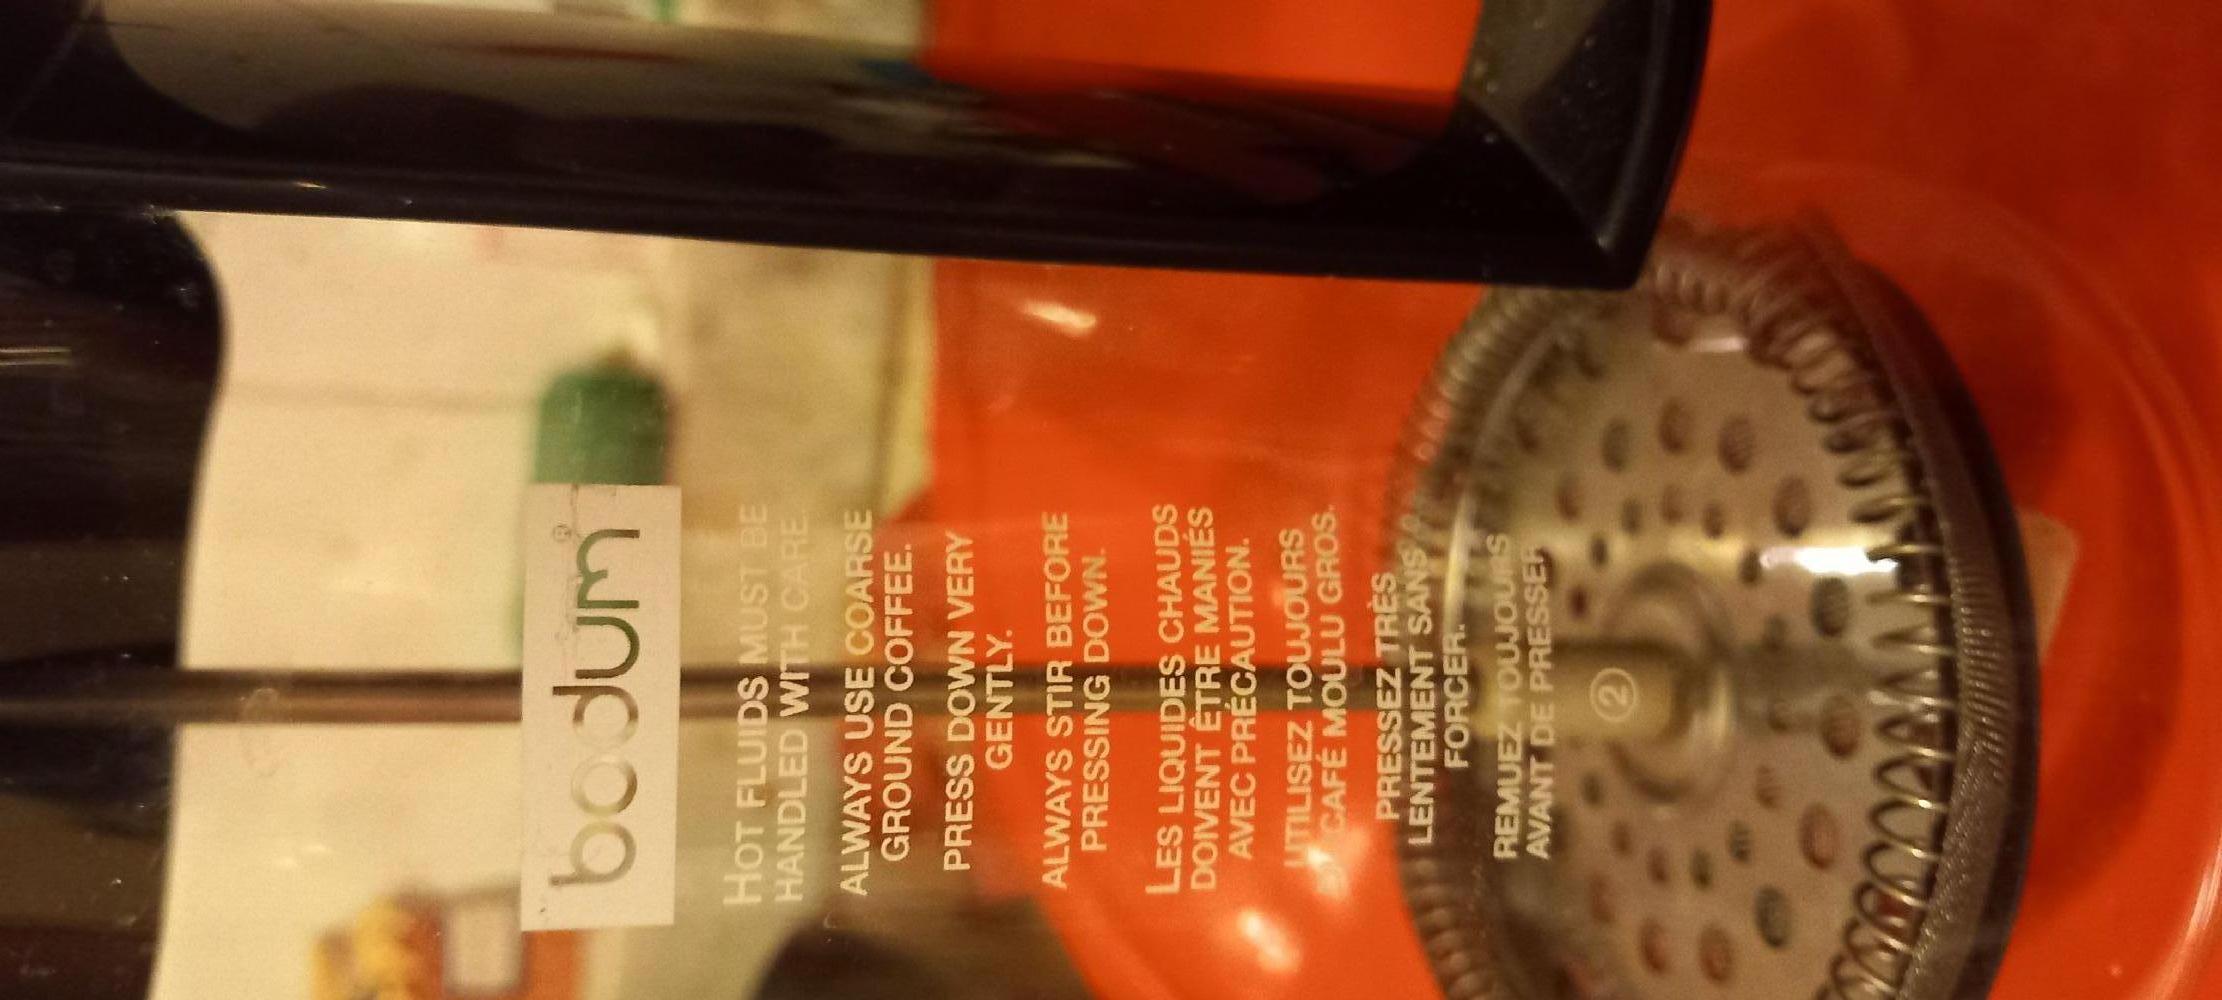 bodum®
HOT FLUIDS MUST BE
HANDLED WITH CARE.
ALWAYS USE COARSE
GROUND COFFEE.
PRESS DOWN VERY
GENTLY.
ALWAYS STIR BEFORE
PRESSING DOWN.
LES LIQUIDES CHAUDS
DOIVENT ÊTRE MANIÉS
AVEC PRÉCAUTION.
UTILISEZ TOUJOURS
CAFÉ MOULU GROS.
PRESSEZ TRÈS
LENTEMENT SANS
FORCER.
REMUEZ TOUJOURS
AVANT DE PRESSER
2